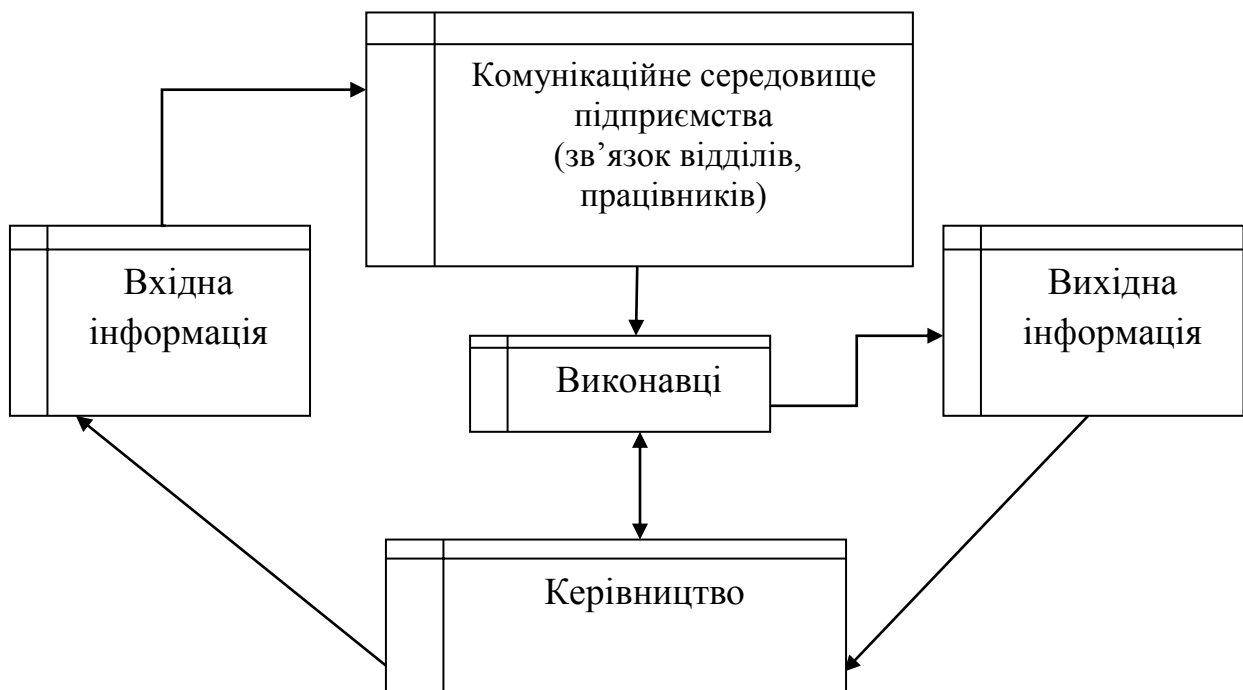 Комунікаційне середовище
підприємства
(зв’язок відділів,
працівників)
Вхідна
інформація
Вихідна
інформація
Виконавці
Керівництво